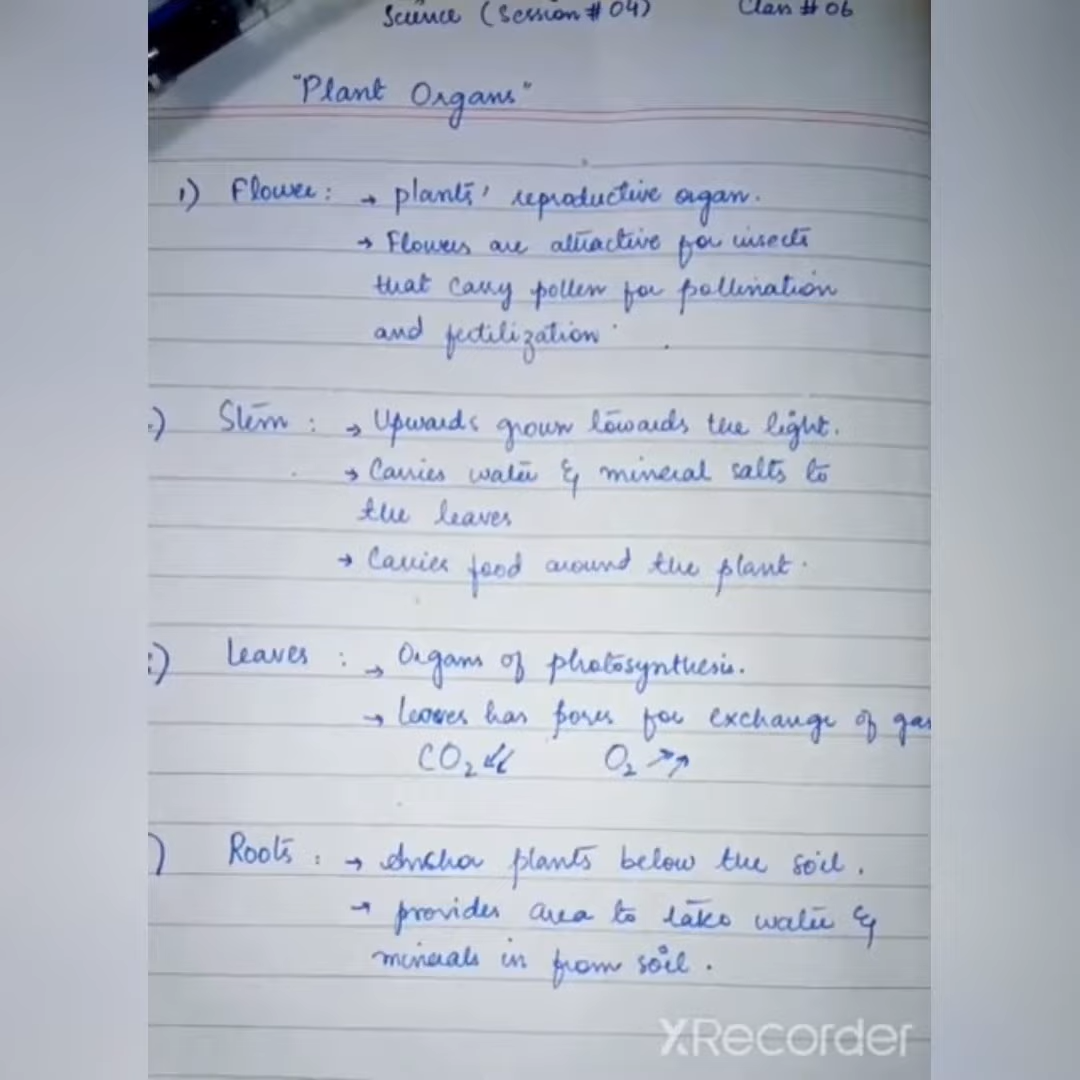 Science (Session # 04) Class # 06
"Plant Organs"
1) Flower : → plants' reproductive organ.
→ Flowers are attractive for insects
that carry pollen for pollination
and fertilization.
) Stem : → Upwards grown towards the light.
→ Carries water & mineral salts to
the leaves
→ Carries food around the plant.
) Leaves : → Organs of photosynthesis.
→ leaves has pores for exchange of gas
CO₂ ↙↙ O₂ ↗↗
) Roots : → Anchor plants below the soil.
→ provides area to take water &
minerals in from soil.
XRecorder